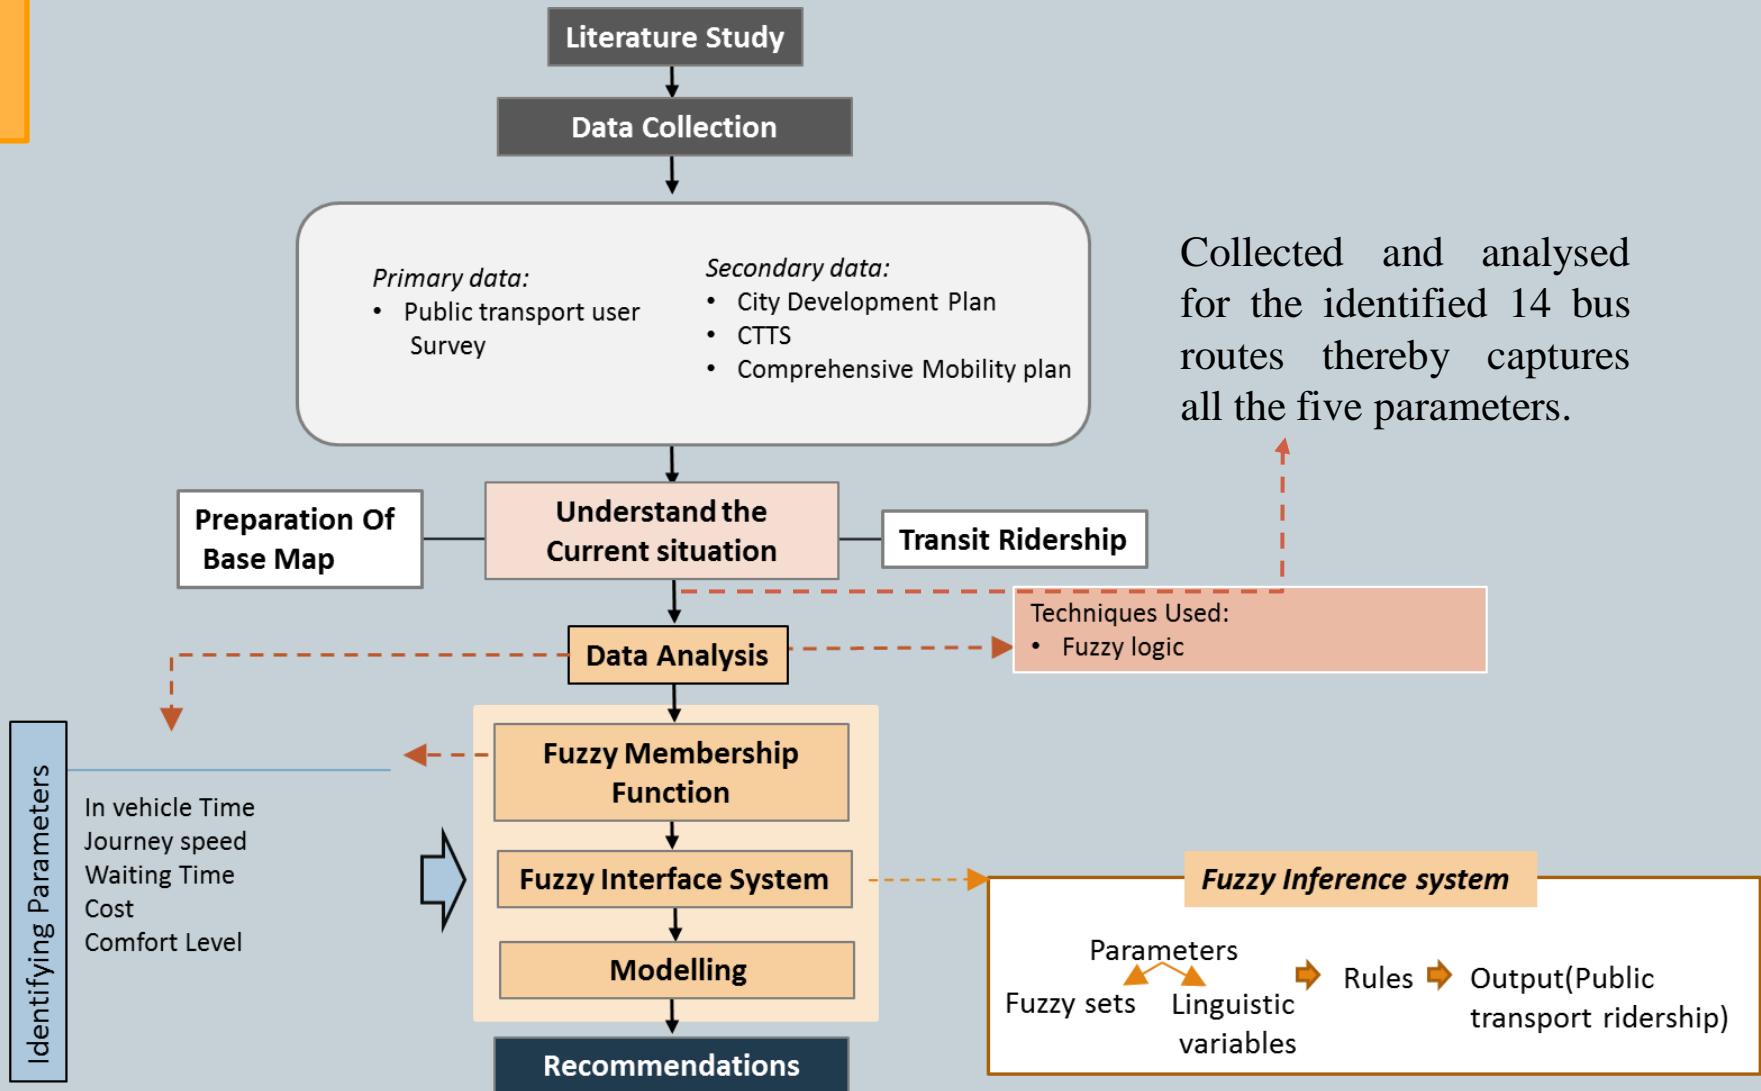 Literature Study
Data Collection
Primary data:
• Public transport user
Survey
Secondary data:
• City Development Plan
• CTTS
• Comprehensive Mobility plan
Collected and analysed
for the identified 14 bus
routes thereby captures
all the five parameters.
Preparation Of
Base Map
Understand the
Current situation
Transit Ridership
Techniques Used:
• Fuzzy logic
Data Analysis
Identifying Parameters
In vehicle Time
Journey speed
Waiting Time
Cost
Comfort Level
Fuzzy Membership
Function
Fuzzy Interface System
Modelling
Recommendations
Fuzzy Inference system
Parameters
Fuzzy sets
Linguistic
variables
Rules
Output(Public
transport ridership)